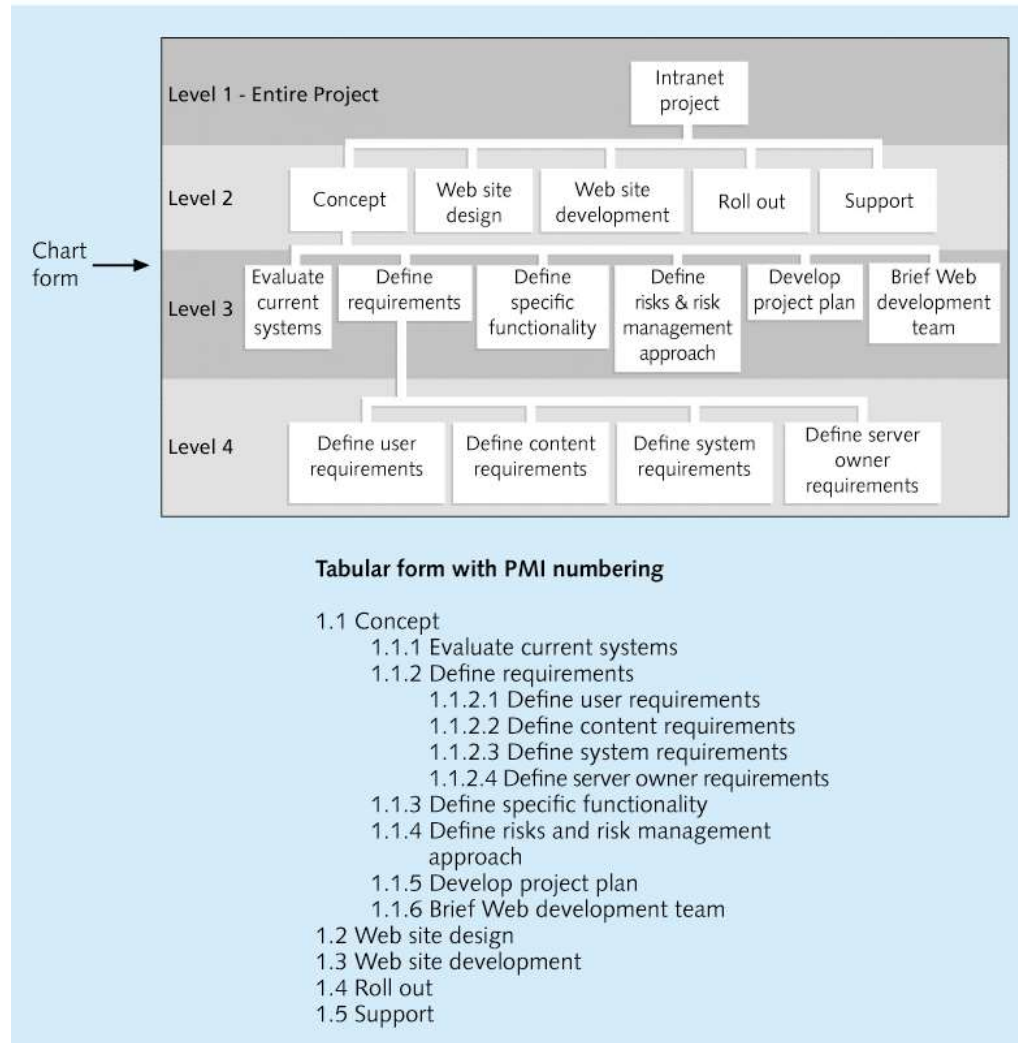 Level 1 - Entire Project
Intranet
project
Level 2
Concept
Web site
design
Web site
development
Roll out
Support
Chart
form
Level 3
Evaluate
current
systems
Define
requirements
Define
specific
functionality
Define
risks & risk
management
approach
Develop
project plan
Brief Web
development
team
Level 4
Define user
requirements
Define content
requirements
Define system
requirements
Define server
owner
requirements
Tabular form with PMI numbering
1.1 Concept
1.1.1 Evaluate current systems
1.1.2 Define requirements
1.1.2.1 Define user requirements
1.1.2.2 Define content requirements
1.1.2.3 Define system requirements
1.1.2.4 Define server owner requirements
1.1.3 Define specific functionality
1.1.4 Define risks and risk management
approach
1.1.5 Develop project plan
1.1.6 Brief Web development team
1.2 Web site design
1.3 Web site development
1.4 Roll out
1.5 Support